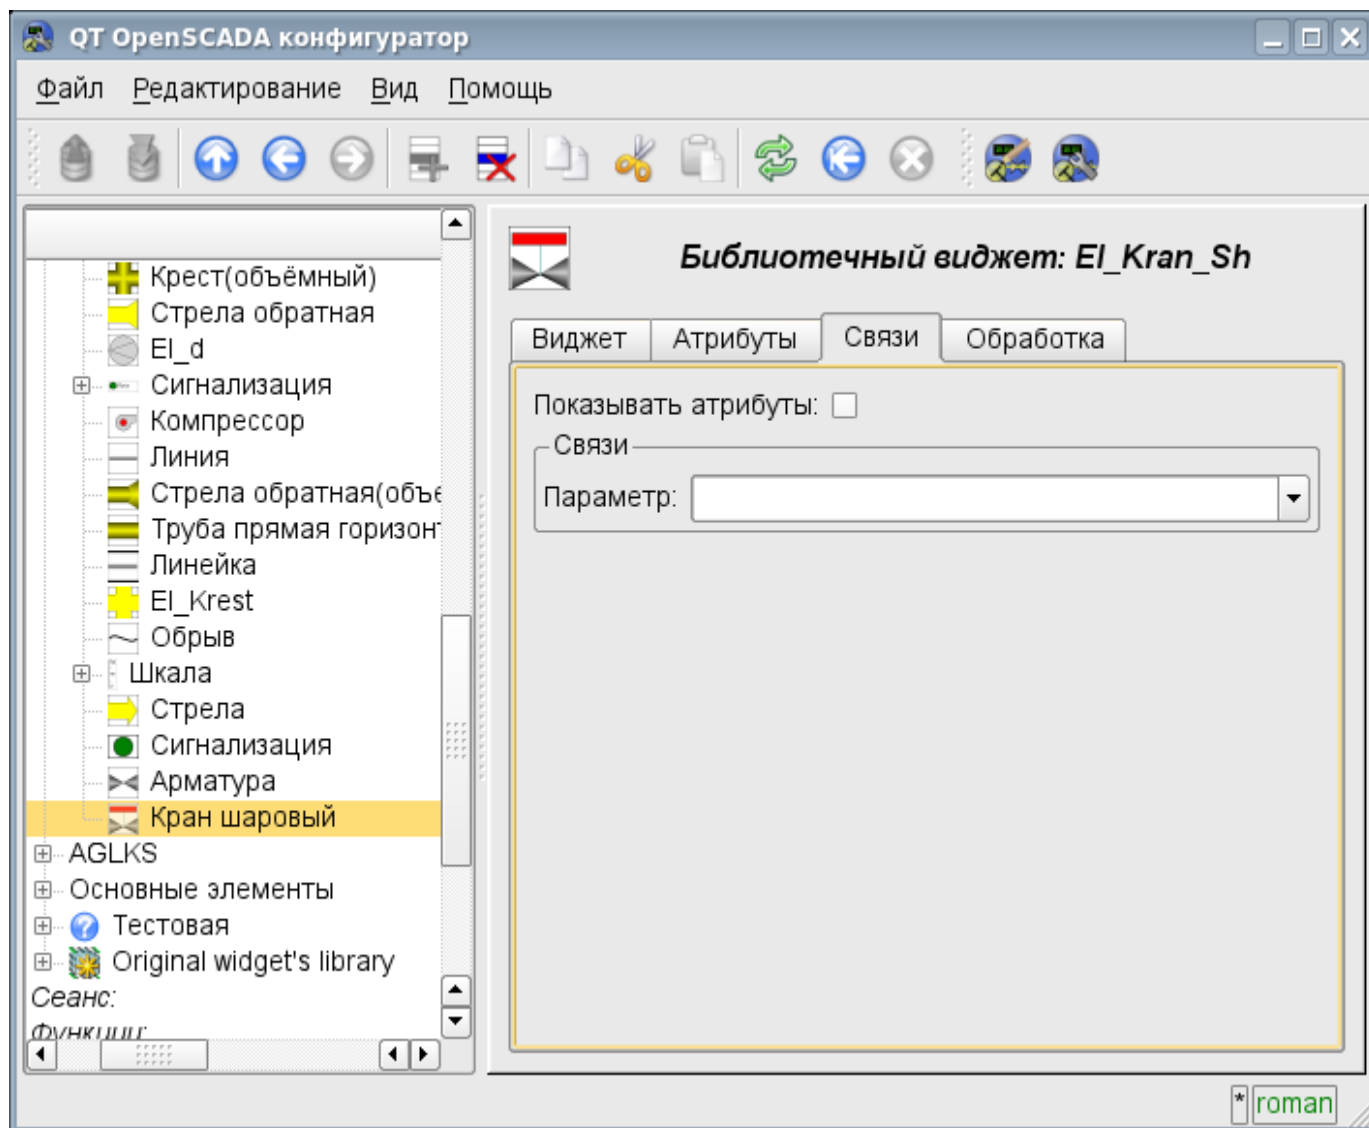 QT OpenSCADA конфигуратор
Файл Редактирование Вид Помощь
Крест(объёмный)
Стрела обратная
El_d
Сигнализация
Компрессор
Линия
Стрела обратная(объе
Труба прямая горизонт
Линейка
El_Krest
Обрыв
Шкала
Стрела
Сигнализация
Арматура
Кран шаровый
AGLKS
Основные элементы
Тестовая
Original widget's library
Сеанс:
Функции:
Библиотечный виджет: El_Kran_Sh
Виджет Атрибуты Связи Обработка
Показывать атрибуты:
Связи
Параметр:
* roman